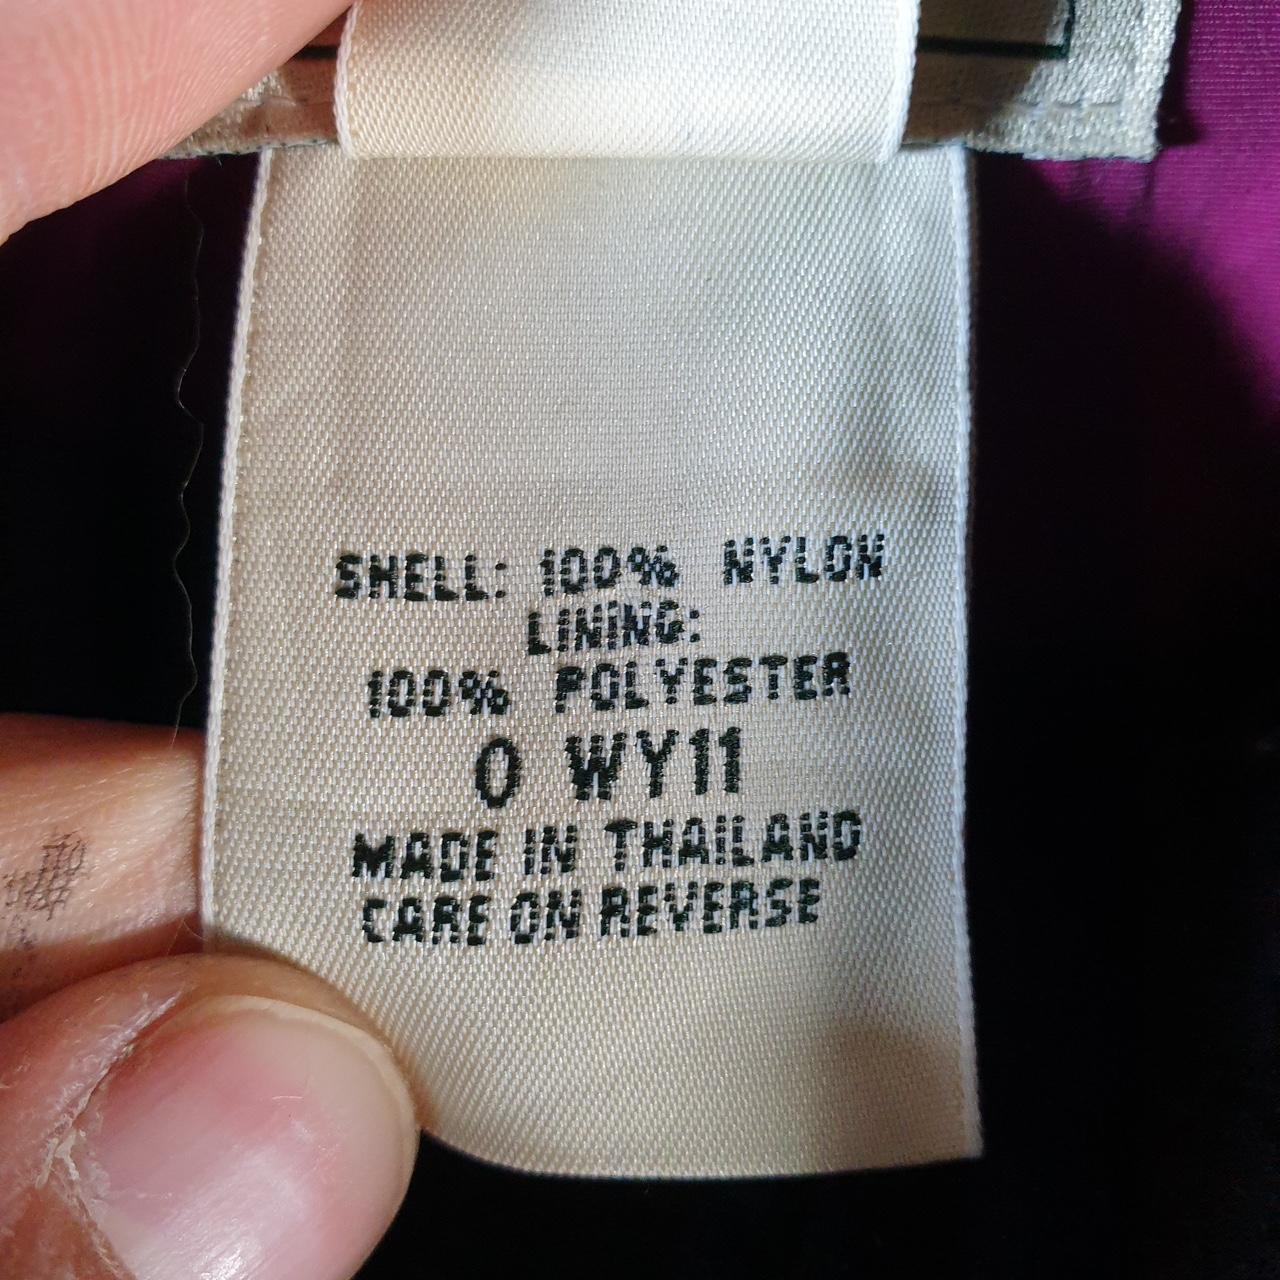 SHELL: 100% NYLON
LINING:
100% POLYESTER
0 WY11
MADE IN THAILAND
CARE ON REVERSE